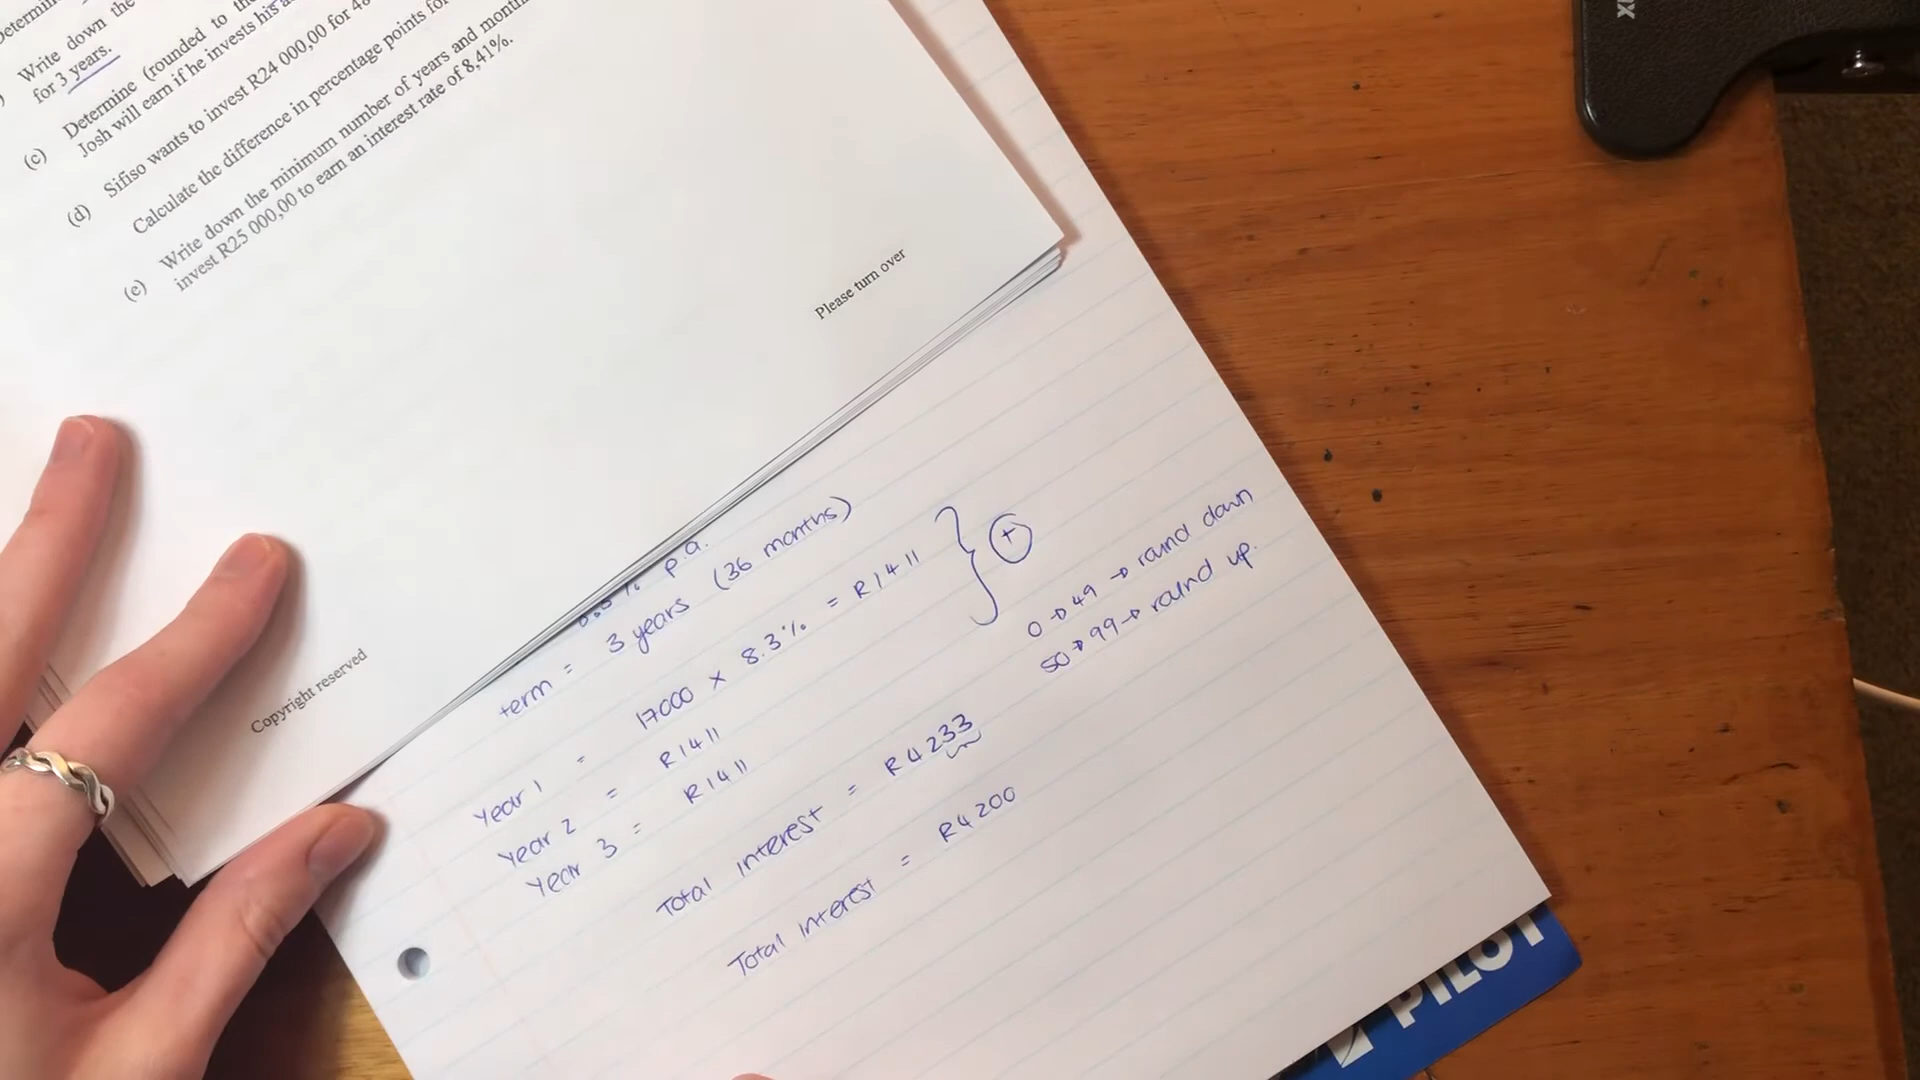 Write down the
for 3 years.
(c) Determine (rounded to the
Josh will earn if he invests his
(d) Sifiso wants to invest R24 000,00 for
Calculate the difference in percentage points for
(e) Write down the minimum number of years and
invest R25 000,00 to earn an interest rate of 8,41%.
Please turn over
Copyright reserved
% p.a.
term = 3 years (36 months)
Year 1 = 17000 x 8.3% = R1411
Year 2 = R1411
Year 3 = R1411
+
0 → 49 → round down
50 → 99 → round up.
Total interest = R4233
Total interest = R4200
PILOT